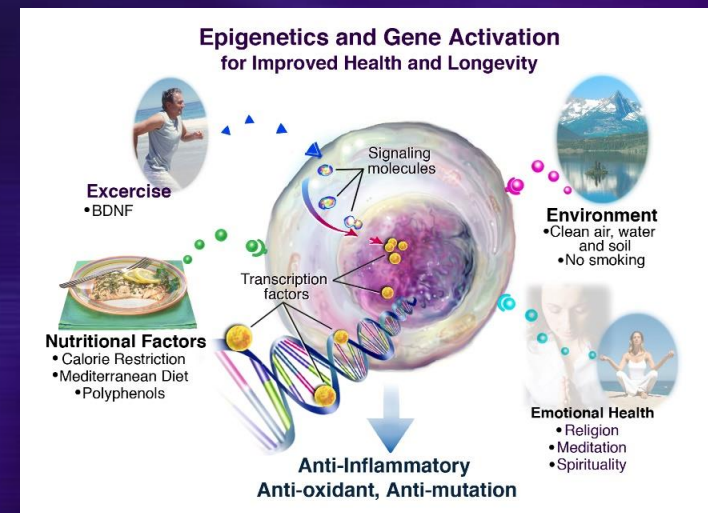 Epigenetics and Gene Activation
for Improved Health and Longevity
Excercise
•BDNF
Signaling
molecules
Environment
•Clean air, water
and soil
•No smoking
Transcription
factors
Nutritional Factors
• Calorie Restriction
•Mediterranean Diet
•Polyphenols
Emotional Health
• Religion
• Meditation
• Spirituality
Anti-Inflammatory
Anti-oxidant, Anti-mutation